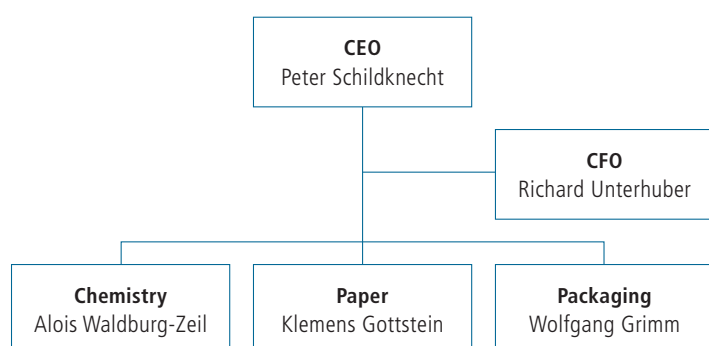 CEO
Peter Schildknecht
CFO
Richard Unterhuber
Chemistry
Alois Waldburg-Zeil
Paper
Klemens Gottstein
Packaging
Wolfgang Grimm